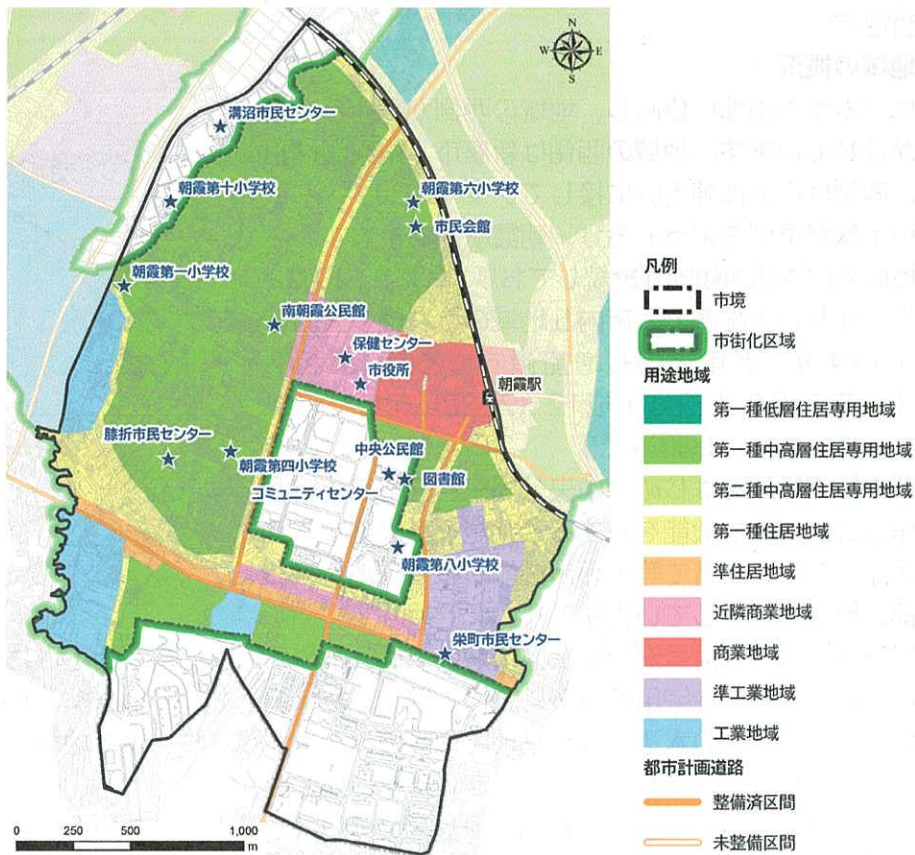 N
W E
S
溝沼市民センター
朝霞第十小学校
朝霞第六小学校
市民会館
朝霞第一小学校
南朝霞公民館
保健センター
市役所
朝霞駅
膝折市民センター
朝霞第四小学校
中央公民館
図書館
コミュニティセンター
朝霞第八小学校
栄町市民センター
0 250 500 1,000
m
凡例
市境
市街化区域
用途地域
第一種低層住居専用地域
第一種中高層住居専用地域
第二種中高層住居専用地域
第一種住居地域
準住居地域
近隣商業地域
商業地域
準工業地域
工業地域
都市計画道路
整備済区間
未整備区間